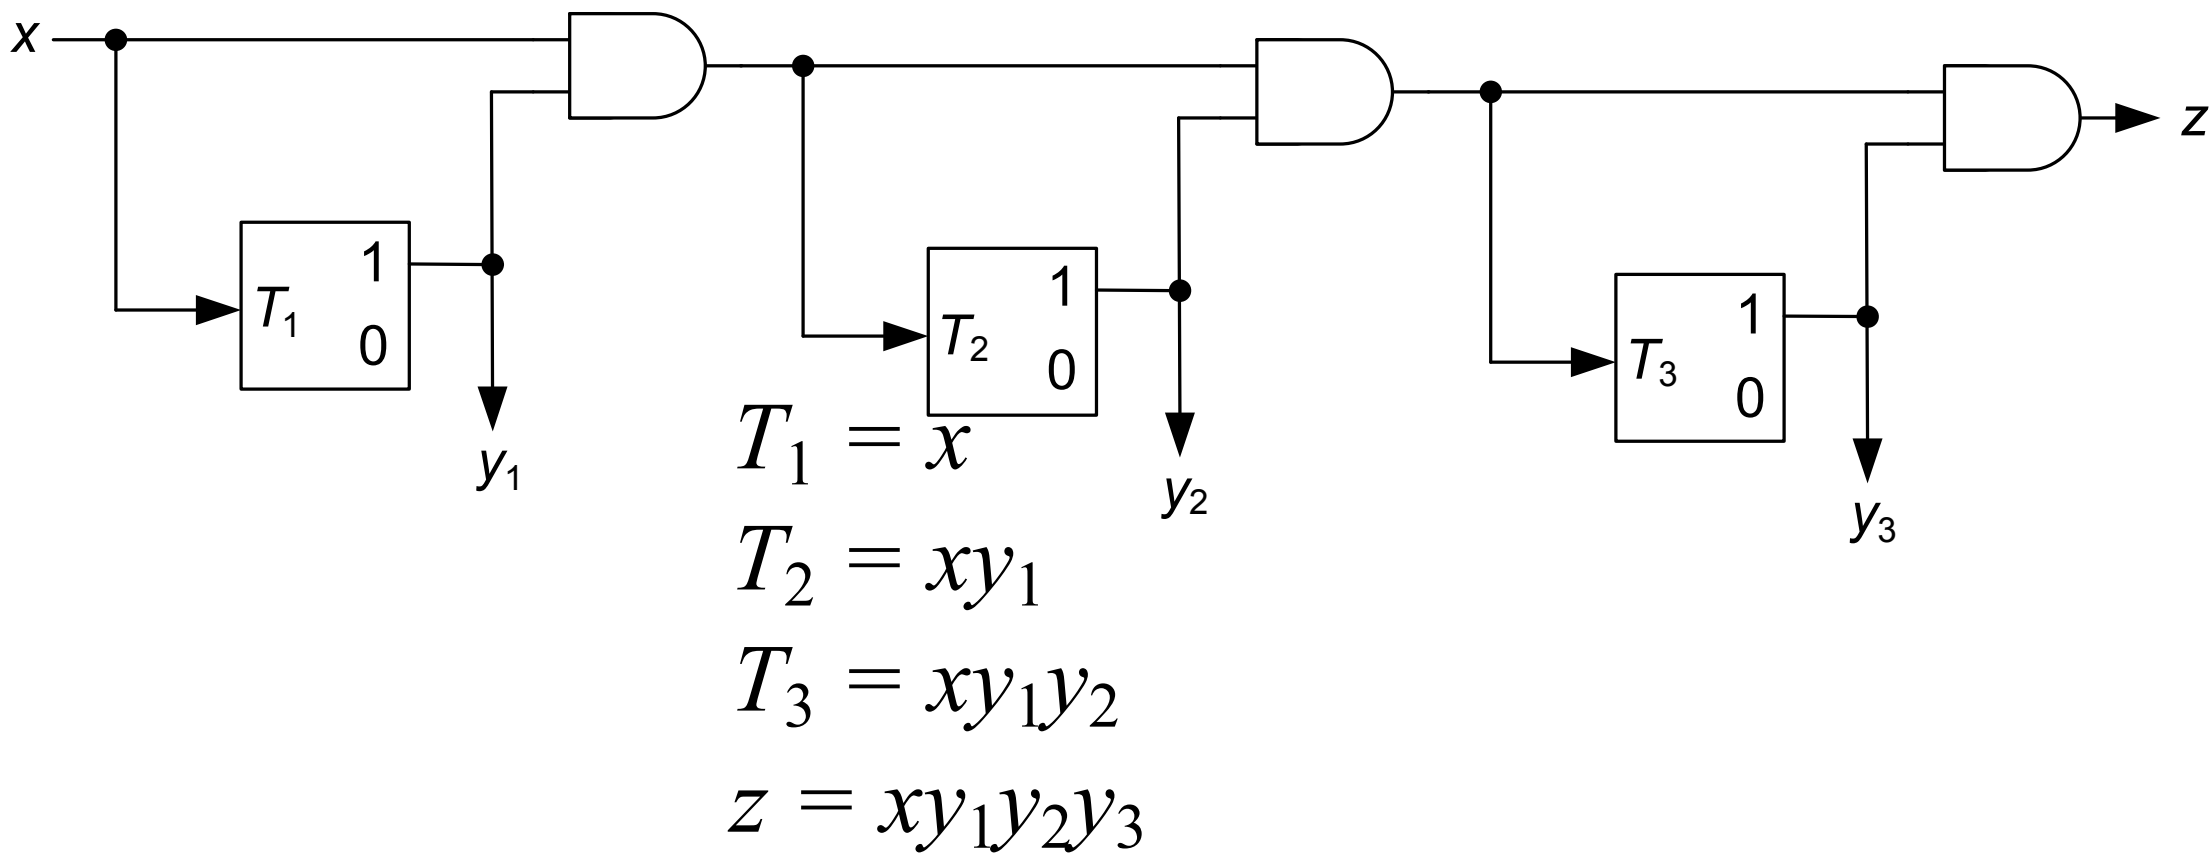 x
z
T₁ 1 0
T₂ 1 0
T₃ 1 0
y₁
y₂
y₃
T₁ = x
T₂ = xy₁
T₃ = xy₁y₂
z = xy₁y₂y₃